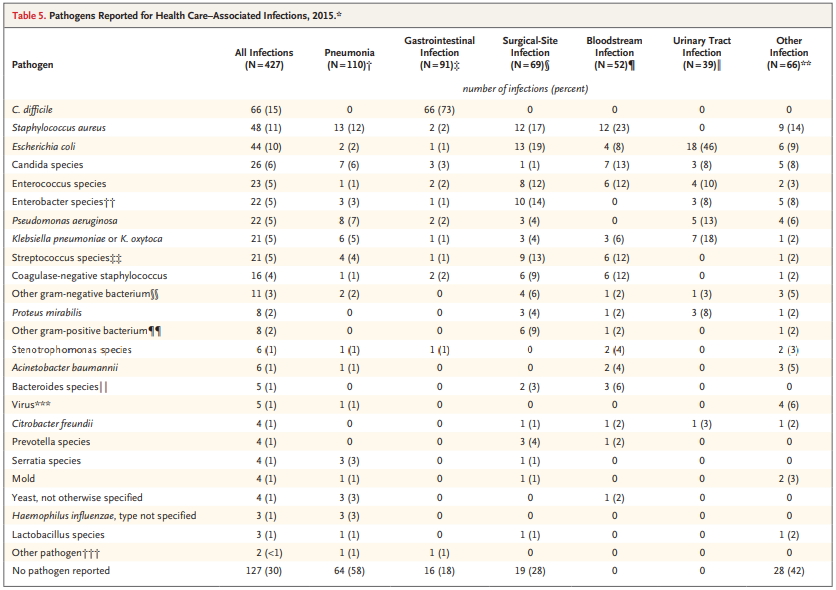 Table 5. Pathogens Reported for Health Care–Associated Infections, 2015.*
Pathogen All Infections (N=427) Pneumonia (N=110)† Gastrointestinal Infection (N=91)‡ Surgical-Site Infection (N=69)§ Bloodstream Infection (N=52)¶ Urinary Tract Infection (N=39)‖ Other Infection (N=66)**
number of infections (percent)
C. difficile 66 (15) 0 66 (73) 0 0 0 0
Staphylococcus aureus 48 (11) 13 (12) 2 (2) 12 (17) 12 (23) 0 9 (14)
Escherichia coli 44 (10) 2 (2) 1 (1) 13 (19) 4 (8) 18 (46) 6 (9)
Candida species 26 (6) 7 (6) 3 (3) 1 (1) 7 (13) 3 (8) 5 (8)
Enterococcus species 23 (5) 1 (1) 2 (2) 8 (12) 6 (12) 4 (10) 2 (3)
Enterobacter species†† 22 (5) 3 (3) 1 (1) 10 (14) 0 3 (8) 5 (8)
Pseudomonas aeruginosa 22 (5) 8 (7) 2 (2) 3 (4) 0 5 (13) 4 (6)
Klebsiella pneumoniae or K. oxytoca 21 (5) 6 (5) 1 (1) 3 (4) 3 (6) 7 (18) 1 (2)
Streptococcus species‡‡ 21 (5) 4 (4) 1 (1) 9 (13) 6 (12) 0 1 (2)
Coagulase-negative staphylococcus 16 (4) 1 (1) 2 (2) 6 (9) 6 (12) 0 1 (2)
Other gram-negative bacterium§§ 11 (3) 2 (2) 0 4 (6) 1 (2) 1 (3) 3 (5)
Proteus mirabilis 8 (2) 0 0 3 (4) 1 (2) 3 (8) 1 (2)
Other gram-positive bacterium¶¶ 8 (2) 0 0 6 (9) 1 (2) 0 1 (2)
Stenotrophomonas species 6 (1) 1 (1) 1 (1) 0 2 (4) 0 2 (3)
Acinetobacter baumannii 6 (1) 1 (1) 0 0 2 (4) 0 3 (5)
Bacteroides species|| 5 (1) 0 0 2 (3) 3 (6) 0 0
Virus*** 5 (1) 1 (1) 0 0 0 0 4 (6)
Citrobacter freundii 4 (1) 0 0 1 (1) 1 (2) 1 (3) 1 (2)
Prevotella species 4 (1) 0 0 3 (4) 1 (2) 0 0
Serratia species 4 (1) 3 (3) 0 1 (1) 0 0 0
Mold 4 (1) 1 (1) 0 1 (1) 0 0 2 (3)
Yeast, not otherwise specified 4 (1) 3 (3) 0 0 1 (2) 0 0
Haemophilus influenzae, type not specified 3 (1) 3 (3) 0 0 0 0 0
Lactobacillus species 3 (1) 1 (1) 0 1 (1) 0 0 1 (2)
Other pathogen††† 2 (<1) 1 (1) 1 (1) 0 0 0 0
No pathogen reported 127 (30) 64 (58) 16 (18) 19 (28) 0 0 28 (42)